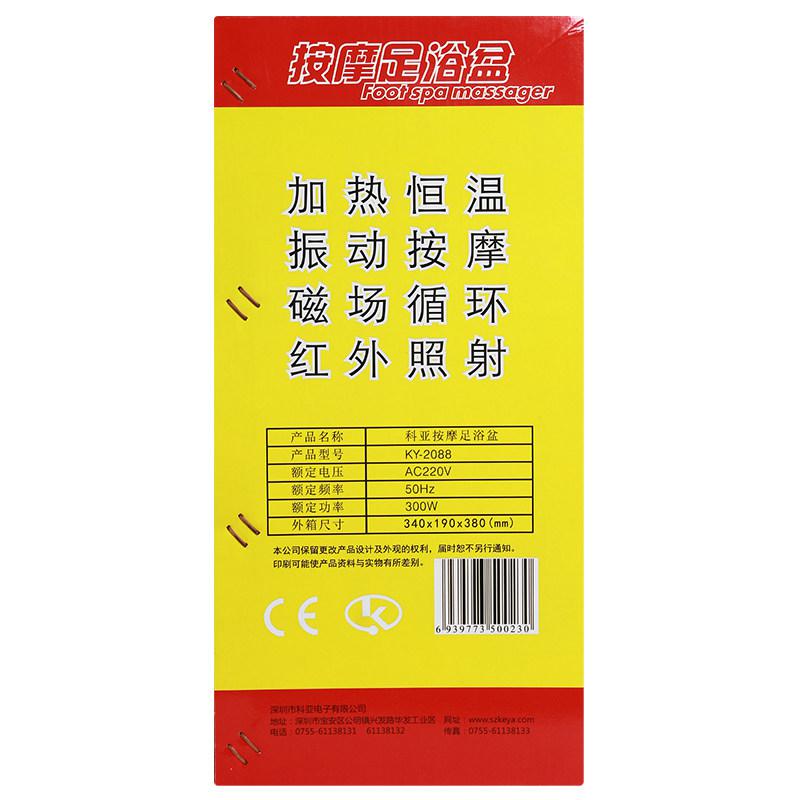 按摩足浴盆
Foot spa massager
加热恒温
振动按摩
磁场循环
红外照射
产品名称 科亚按摩足浴盆
产品型号 KY-2088
额定电压 AC220V
额定频率 50Hz
额定功率 300W
外箱尺寸 340x190x380(mm)
本公司保留更改产品设计及外观的权利，届时恕不另行通知。
印刷可能使产品资料与实物有所差别。
CE K
6 939773 500230
深圳市科亚电子有限公司
地址：深圳市宝安区公明镇兴发路华发工业区 网址：www.szkeya.com
电话：0755-61138131 61138132 传真：0755-61138133